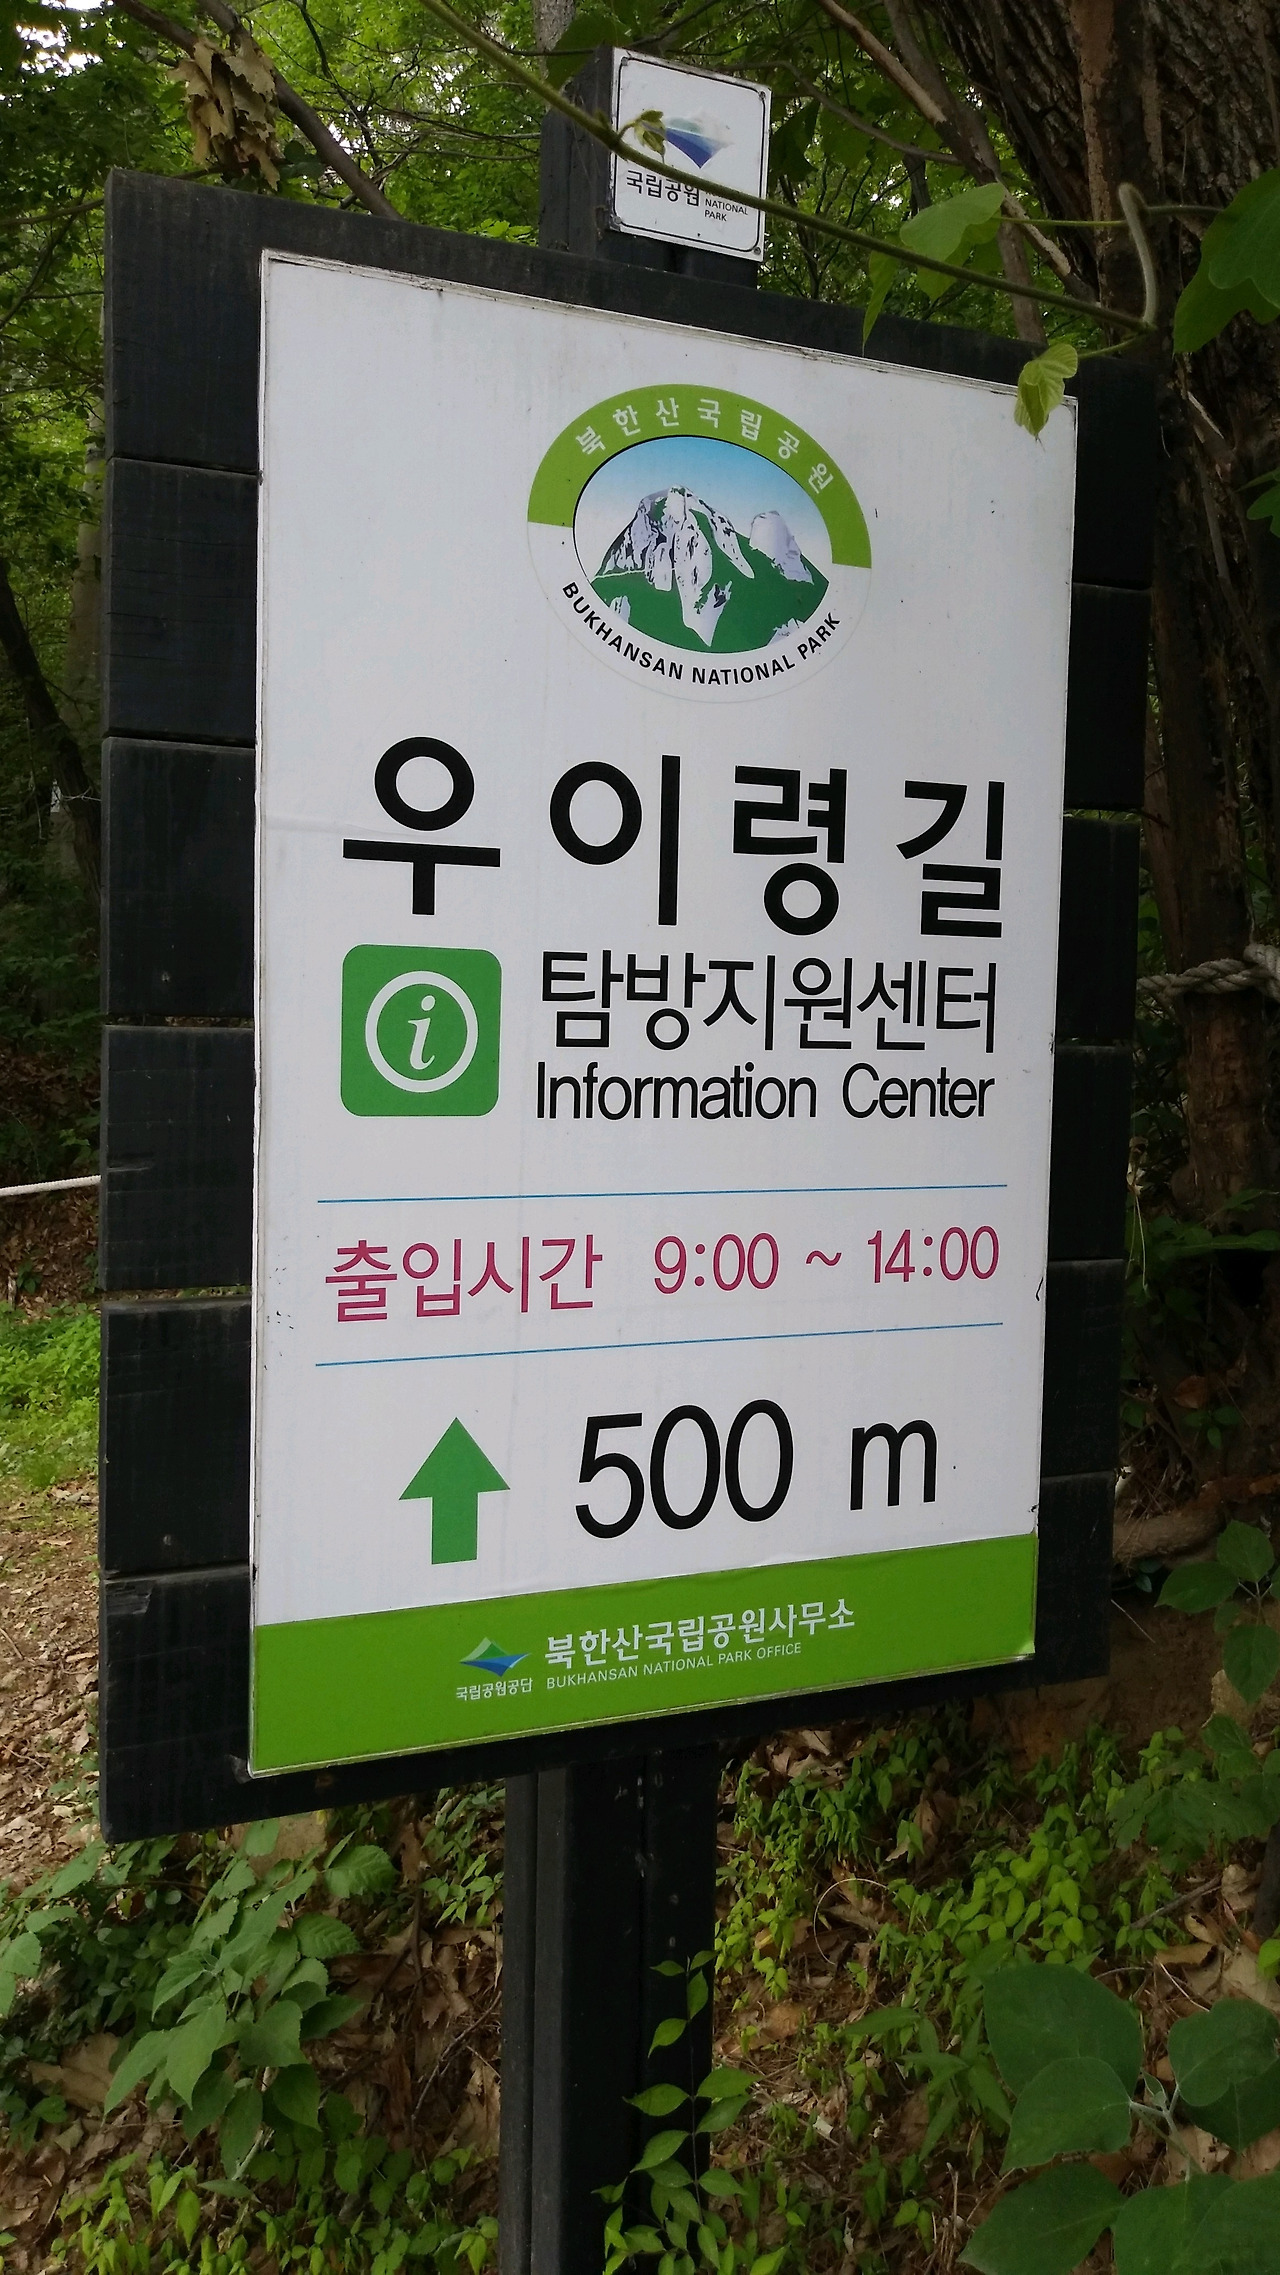 국립공원
NATIONAL
PARK
북한산국립공원
BUKHANSAN NATIONAL PARK
우이령길
i
탐방지원센터
Information Center
출입시간 9:00 ~ 14:00
500 m
북한산국립공원사무소
국립공원공단 BUKHANSAN NATIONAL PARK OFFICE